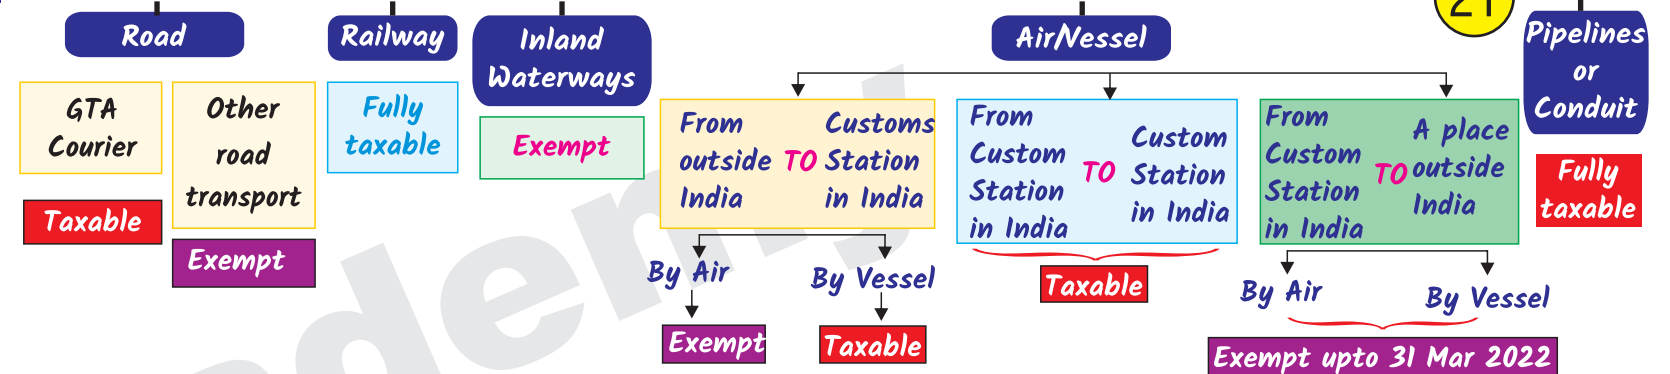 Road
GTA
Courier
Taxable
Other
road
transport
Exempt
Railway
Fully
taxable
Inland
Waterways
Exempt
Air/Vessel
From
outside
India
TO
Customs
Station
in India
By Air
Exempt
By Vessel
Taxable
From
Custom
Station
in India
TO
Custom
Station
in India
Taxable
From
Custom
Station
in India
TO
A place
outside
India
By Air
By Vessel
Exempt upto 31 Mar 2022
21
Pipelines
or
Conduit
Fully
taxable